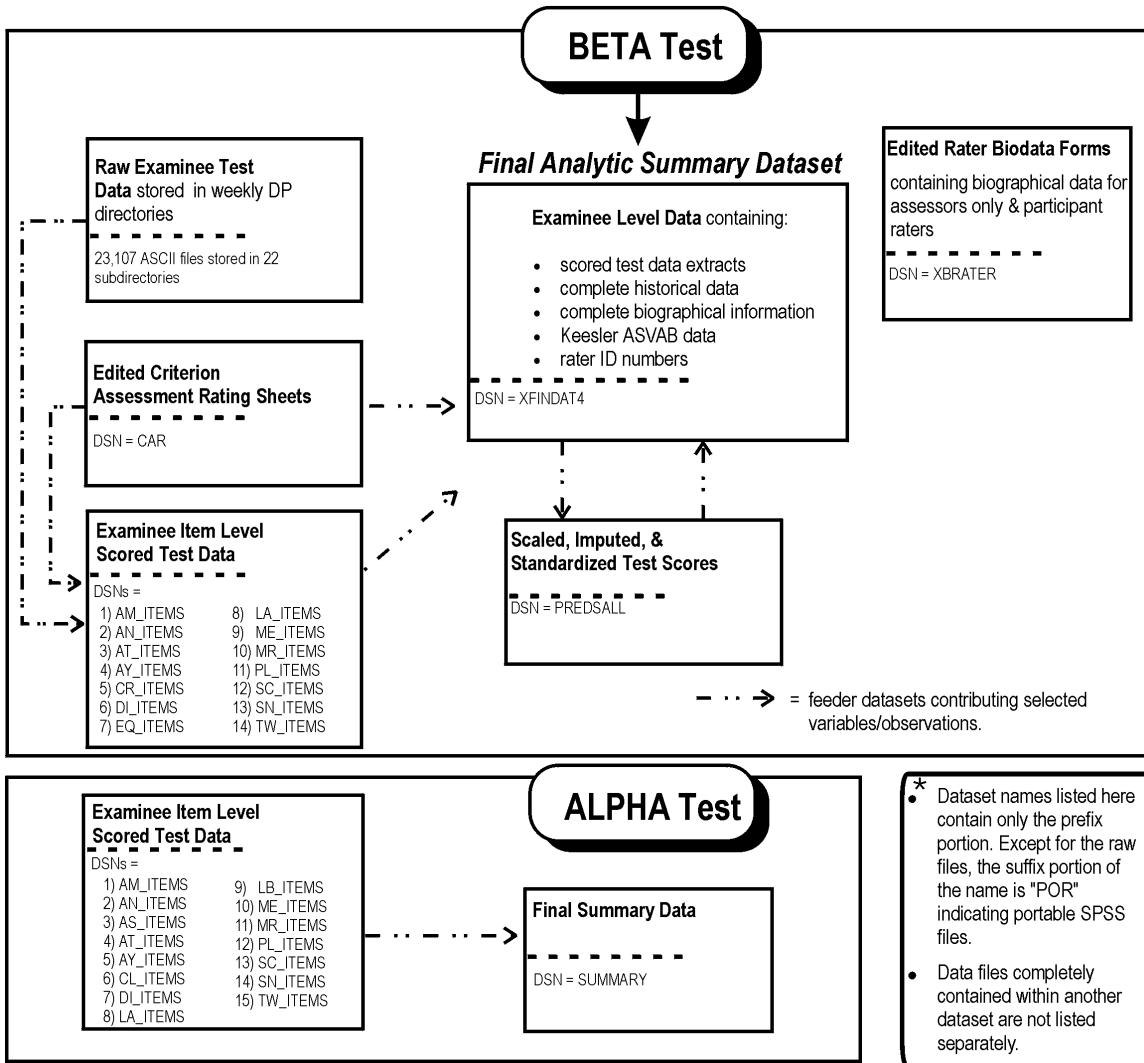 BETA Test
Raw Examinee Test
Data stored in weekly DP
directories
23,107 ASCII files stored in 22
subdirectories
Edited Criterion
Assessment Rating Sheets
DSN = CAR
Examinee Item Level
Scored Test Data
DSNs =
1) AM_ITEMS
2) AN_ITEMS
3) AT_ITEMS
4) AY_ITEMS
5) CR_ITEMS
6) DI_ITEMS
7) EQ_ITEMS
8) LA_ITEMS
9) ME_ITEMS
10) MR_ITEMS
11) PL_ITEMS
12) SC_ITEMS
13) SN_ITEMS
14) TW_ITEMS
Final Analytic Summary Dataset
Examinee Level Data containing:
• scored test data extracts
• complete historical data
• complete biographical information
• Keesler ASVAB data
• rater ID numbers
DSN = XFINDAT4
Scaled, Imputed, &
Standardized Test Scores
DSN = PREDSALL
Edited Rater Biodata Forms
containing biographical data for
assessors only & participant
raters
DSN = XBRATER
= feeder datasets contributing selected
variables/observations.
ALPHA Test
Examinee Item Level
Scored Test Data
DSNs =
1) AM_ITEMS
2) AN_ITEMS
3) AS_ITEMS
4) AT_ITEMS
5) AY_ITEMS
6) CL_ITEMS
7) DI_ITEMS
8) LA_ITEMS
9) LB_ITEMS
10) ME_ITEMS
11) MR_ITEMS
12) PL_ITEMS
13) SC_ITEMS
14) SN_ITEMS
15) TW_ITEMS
Final Summary Data
DSN = SUMMARY
*
• Dataset names listed here
contain only the prefix
portion. Except for the raw
files, the suffix portion of
the name is "POR"
indicating portable SPSS
files.
• Data files completely
contained within another
dataset are not listed
separately.